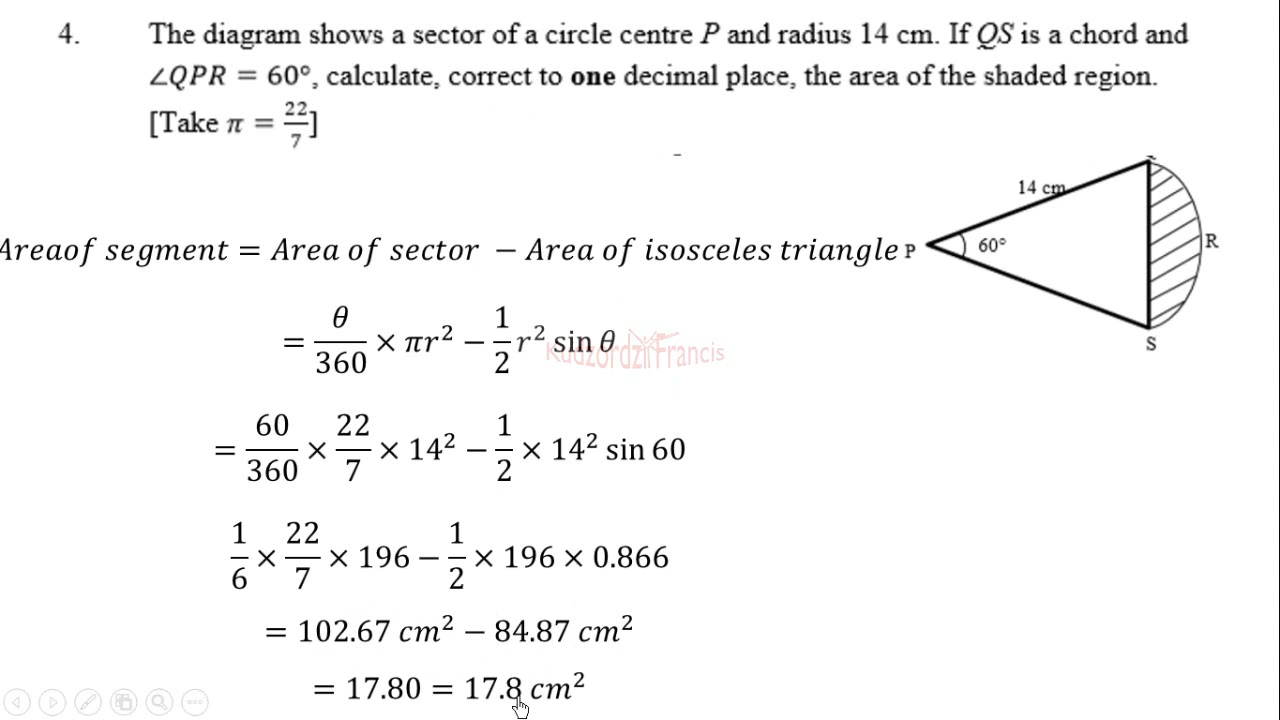 4. The diagram shows a sector of a circle centre P and radius 14 cm. If QS is a chord and
∠QPR = 60°, calculate, correct to one decimal place, the area of the shaded region.
[Take π = 22/7]
14 cm
Areaof segment = Area of sector − Area of isosceles triangle
P
60°
R
S
= θ/360 × πr² − 1/2 r² sin θ
Kudzordzi Francis
= 60/360 × 22/7 × 14² − 1/2 × 14² sin 60
1/6 × 22/7 × 196 − 1/2 × 196 × 0.866
= 102.67 cm² − 84.87 cm²
= 17.80 = 17.8 cm²